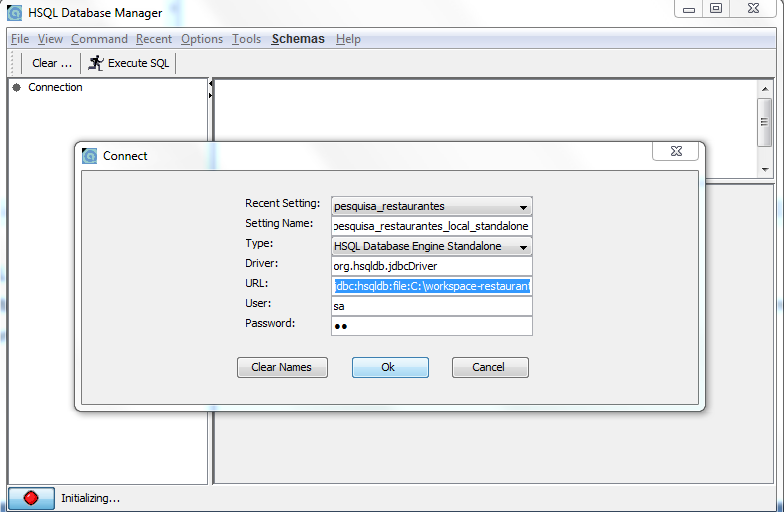 HSQL Database Manager
File View Command Recent Options Tools Schemas Help
Clear ... Execute SQL
Connection
Connect
Recent Setting: pesquisa_restaurantes
Setting Name: pesquisa_restaurantes_local_standalone
Type: HSQL Database Engine Standalone
Driver: org.hsqldb.jdbcDriver
URL: jdbc:hsqldb:file:C:\workspace-restaurant
User: sa
Password: ●●
Clear Names Ok Cancel
Initializing...